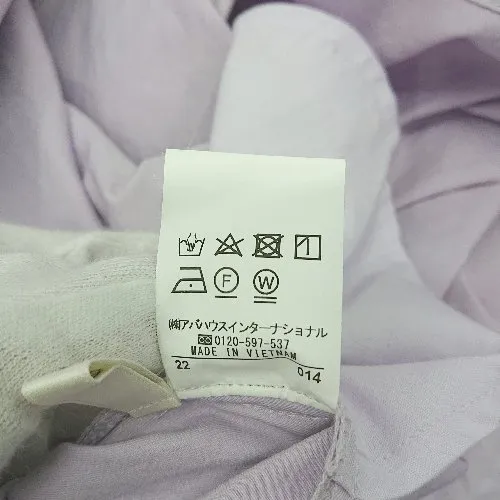 F W
㈱アバハウスインターナショナル
0120-597-537
MADE IN VIETNAM
22 014